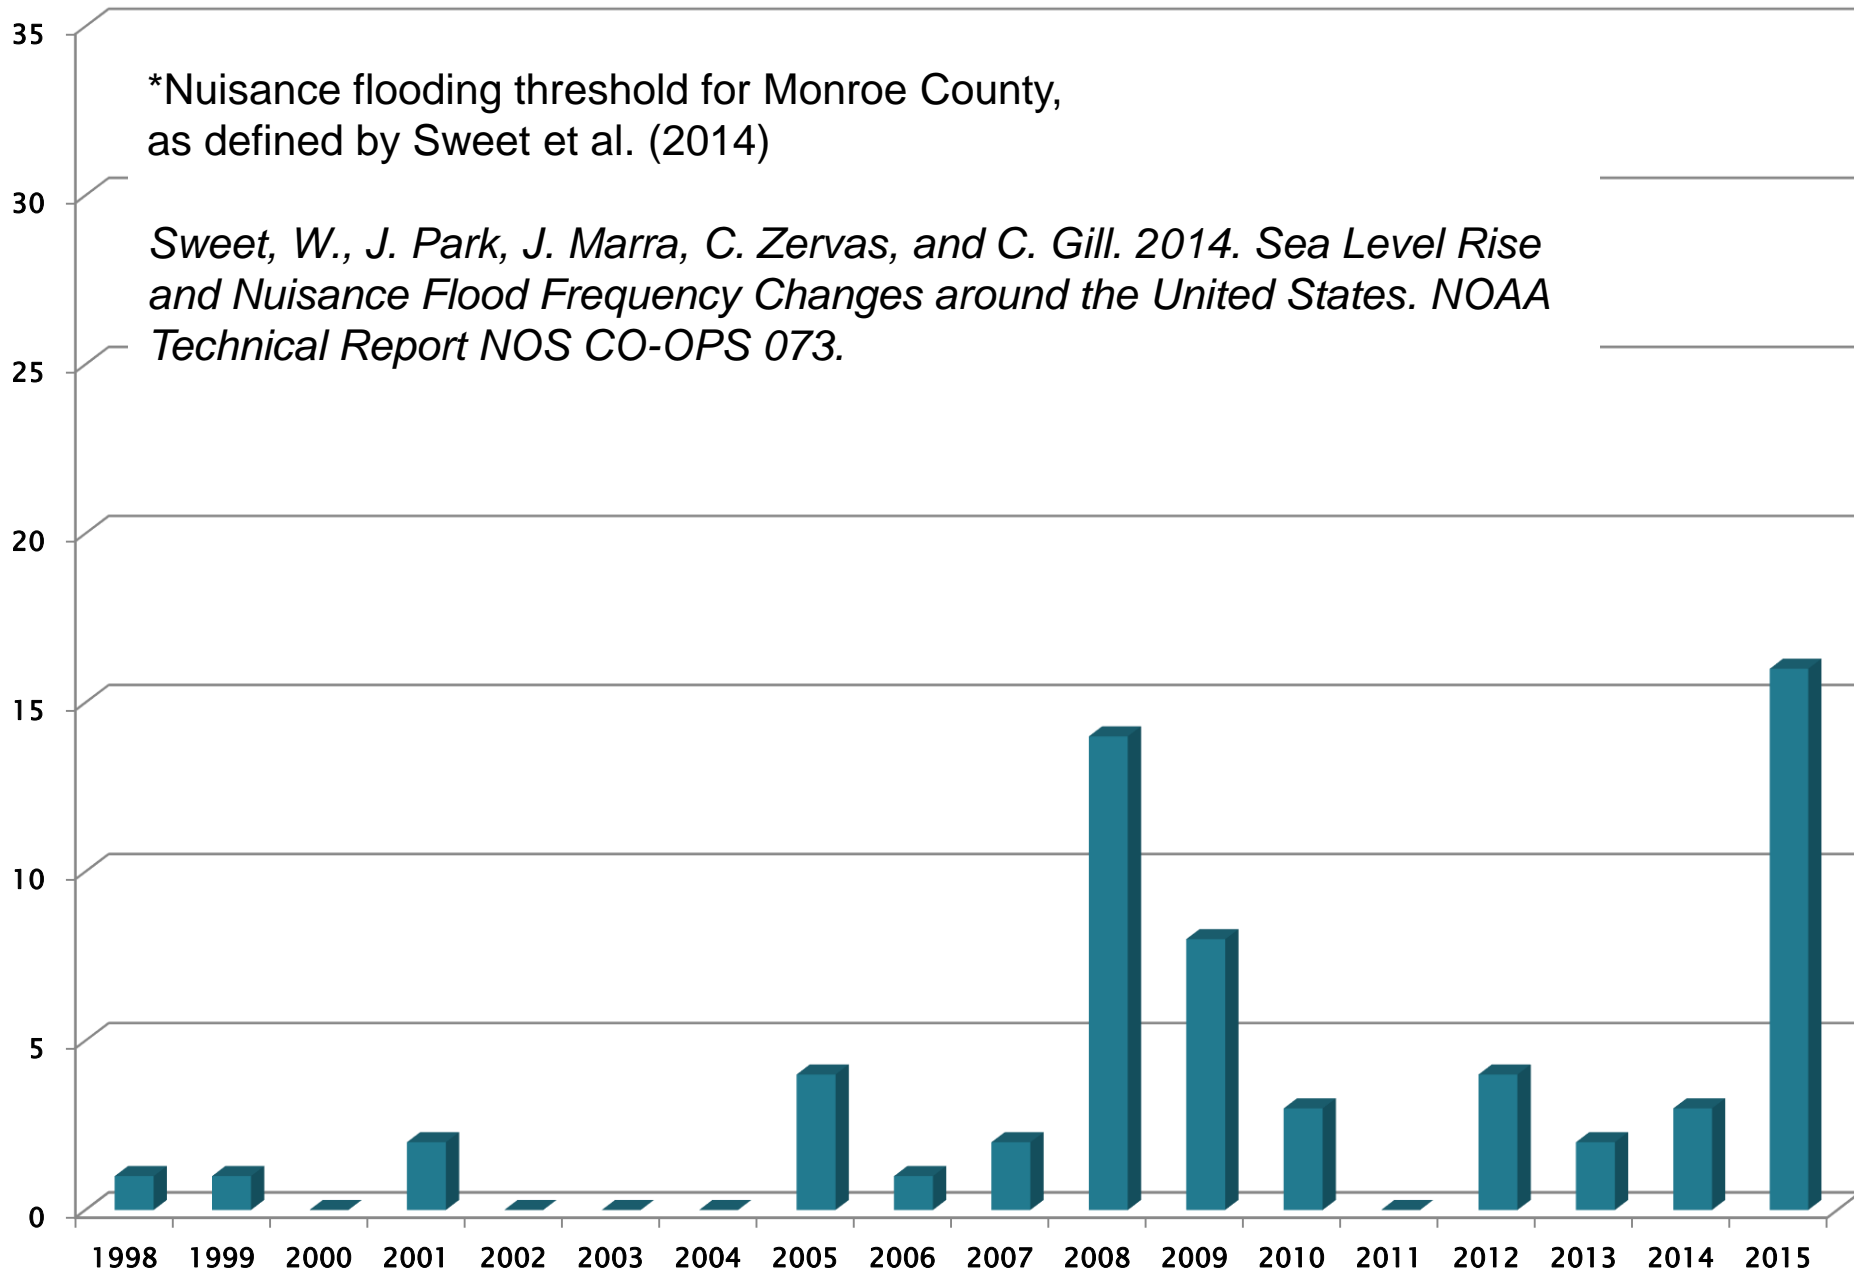 35
*Nuisance flooding threshold for Monroe County,
as defined by Sweet et al. (2014)
30
Sweet, W., J. Park, J. Marra, C. Zervas, and C. Gill. 2014. Sea Level Rise
and Nuisance Flood Frequency Changes around the United States. NOAA
Technical Report NOS CO-OPS 073.
25
20
15
10
5
0
1998 1999 2000 2001 2002 2003 2004 2005 2006 2007 2008 2009 2010 2011 2012 2013 2014 2015